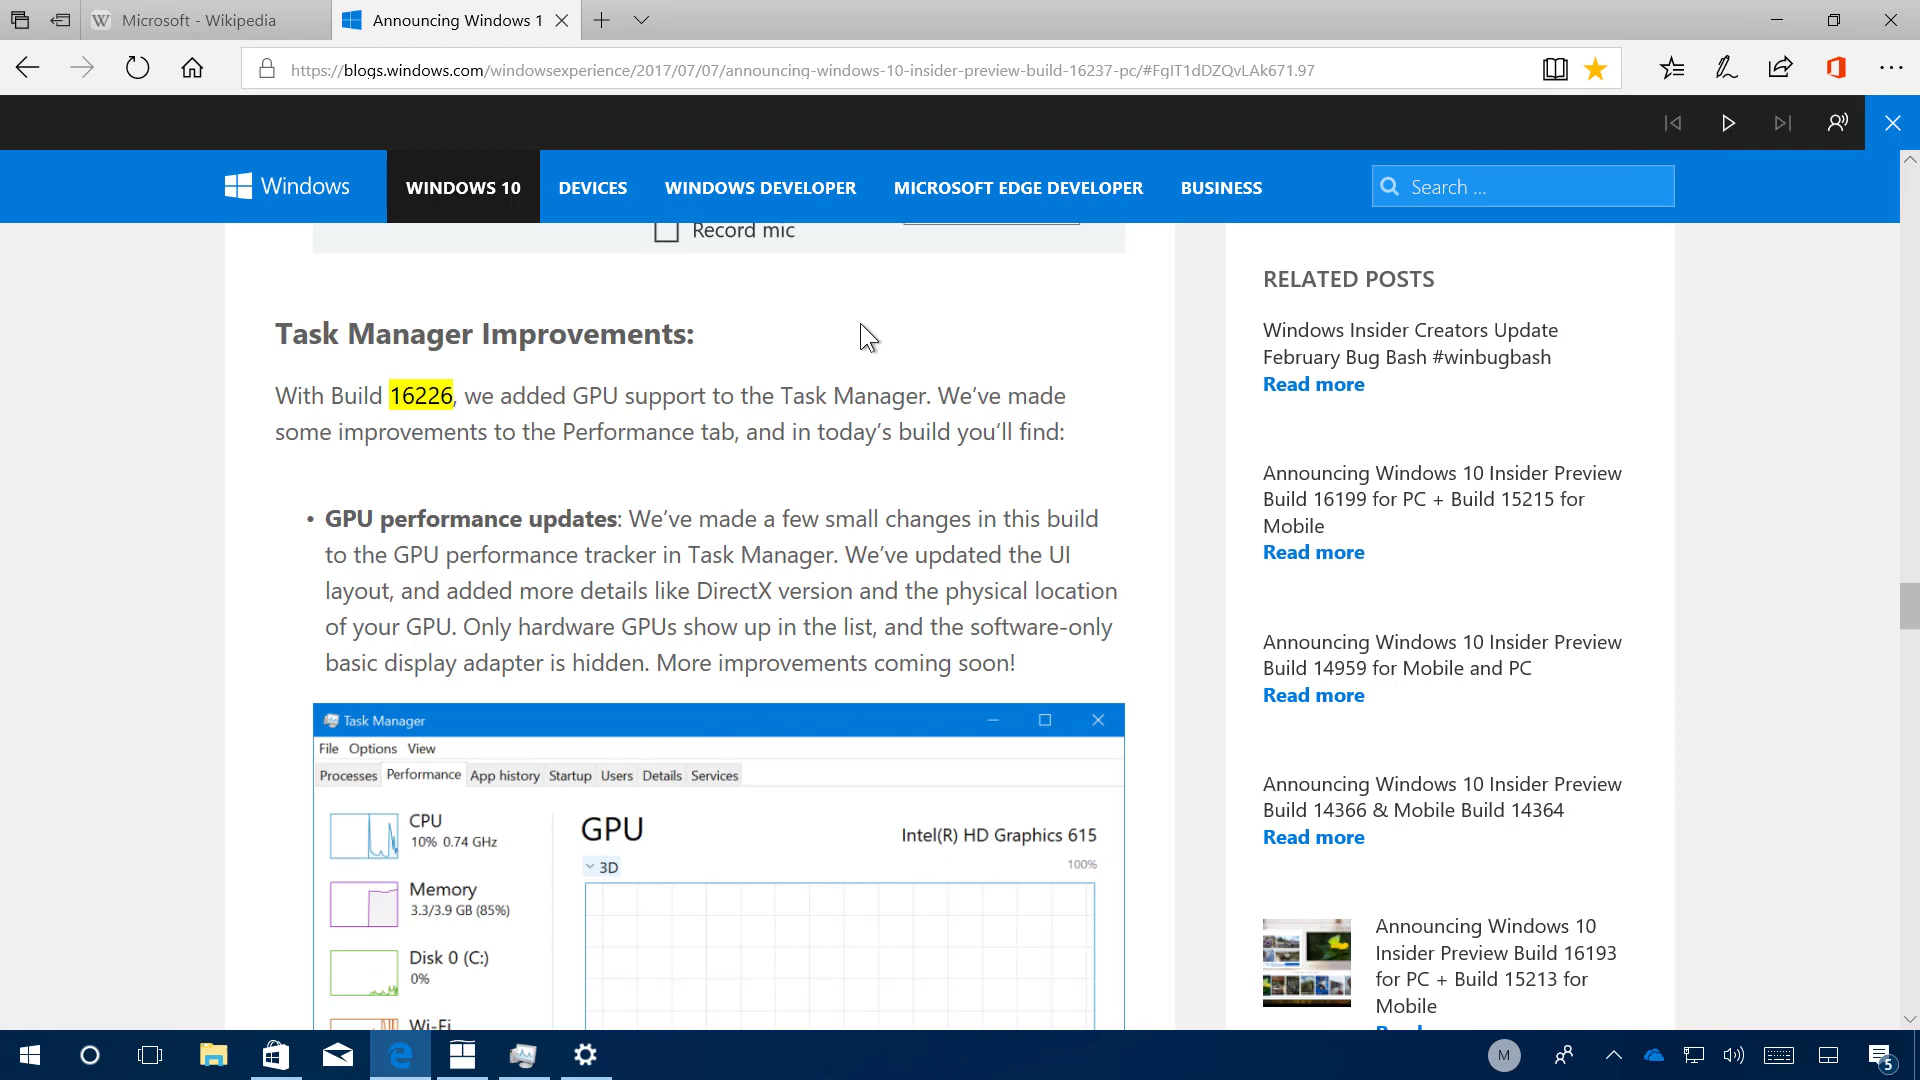 Microsoft - Wikipedia
Announcing Windows 1
https://blogs.windows.com/windowsexperience/2017/07/07/announcing-windows-10-insider-preview-build-16237-pc/#FgIT1dDZQvLAk671.97
Windows
WINDOWS 10
DEVICES
WINDOWS DEVELOPER
MICROSOFT EDGE DEVELOPER
BUSINESS
Search ...
Record mic
Task Manager Improvements:
With Build 16226, we added GPU support to the Task Manager. We’ve made
some improvements to the Performance tab, and in today’s build you’ll find:
• GPU performance updates: We’ve made a few small changes in this build
to the GPU performance tracker in Task Manager. We’ve updated the UI
layout, and added more details like DirectX version and the physical location
of your GPU. Only hardware GPUs show up in the list, and the software-only
basic display adapter is hidden. More improvements coming soon!
Task Manager
File Options View
Processes Performance App history Startup Users Details Services
CPU
10% 0.74 GHz
Memory
3.3/3.9 GB (85%)
Disk 0 (C:)
0%
Wi-Fi
GPU
Intel(R) HD Graphics 615
3D
100%
RELATED POSTS
Windows Insider Creators Update
February Bug Bash #winbugbash
Read more
Announcing Windows 10 Insider Preview
Build 16199 for PC + Build 15215 for
Mobile
Read more
Announcing Windows 10 Insider Preview
Build 14959 for Mobile and PC
Read more
Announcing Windows 10 Insider Preview
Build 14366 & Mobile Build 14364
Read more
Announcing Windows 10
Insider Preview Build 16193
for PC + Build 15213 for
Mobile
M
5